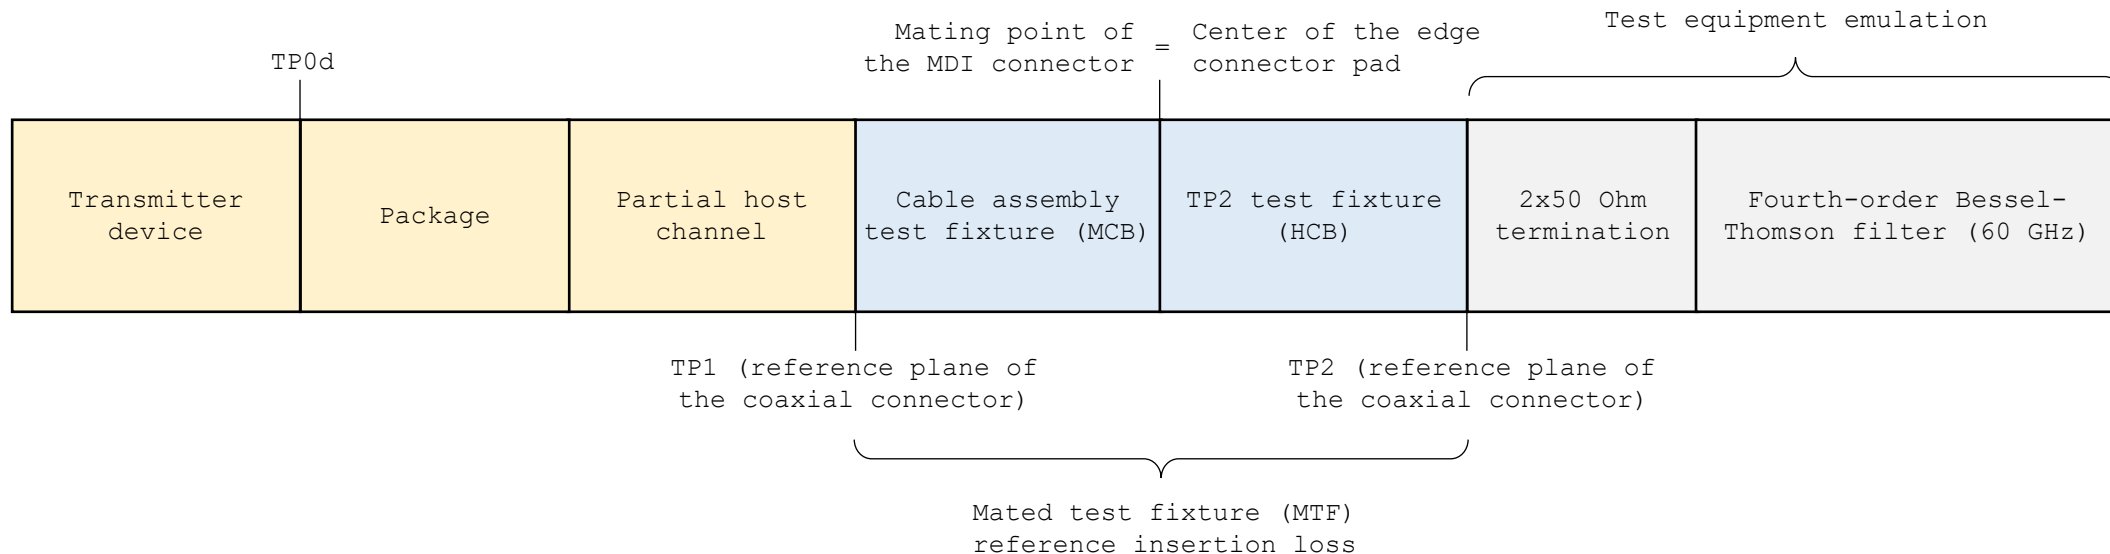 Test equipment emulation
Mating point of
the MDI connector
=
Center of the edge
connector pad
TP0d
Transmitter
device
Package
Partial host
channel
Cable assembly
test fixture (MCB)
TP2 test fixture
(HCB)
2x50 Ohm
termination
Fourth-order Bessel-
Thomson filter (60 GHz)
TP1 (reference plane of
the coaxial connector)
TP2 (reference plane of
the coaxial connector)
Mated test fixture (MTF)
reference insertion loss